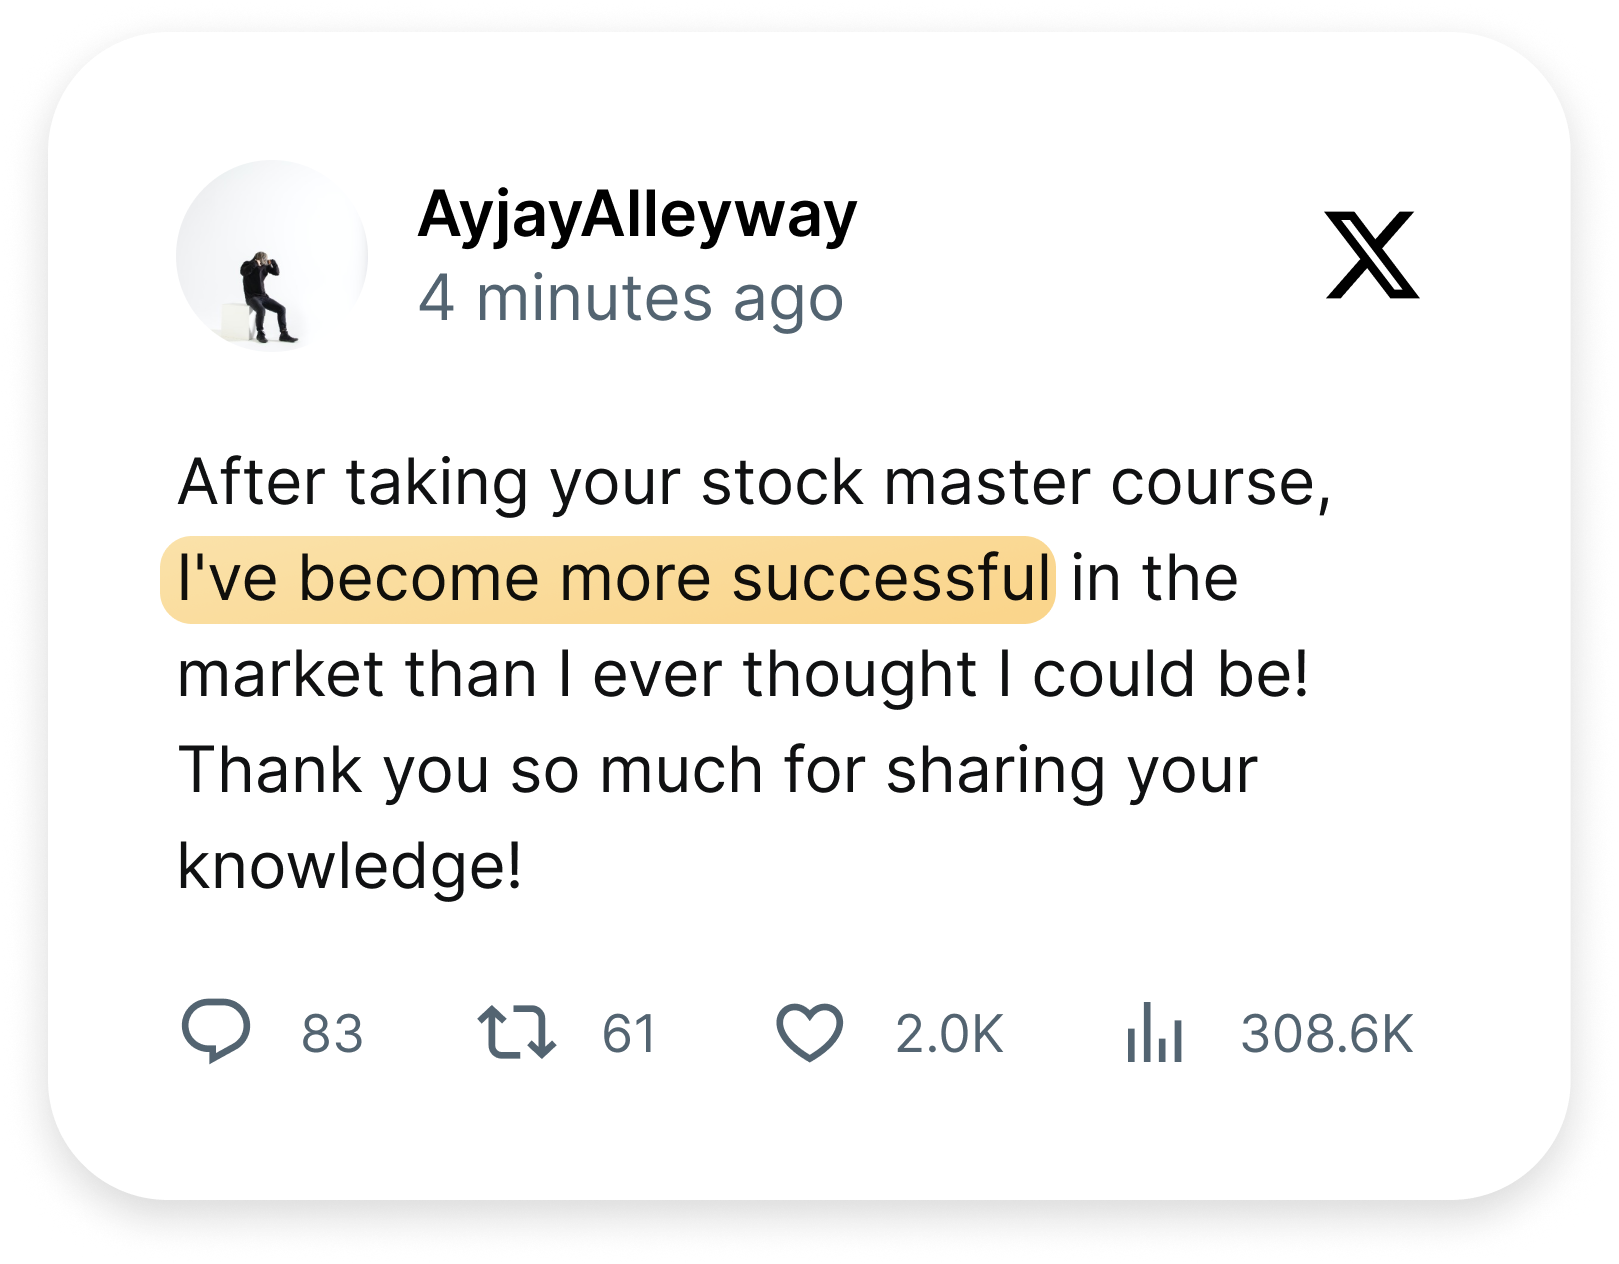 AyjayAlleyway
4 minutes ago
After taking your stock master course,
I've become more successful in the
market than I ever thought I could be!
Thank you so much for sharing your
knowledge!
83 61 2.0K 308.6K